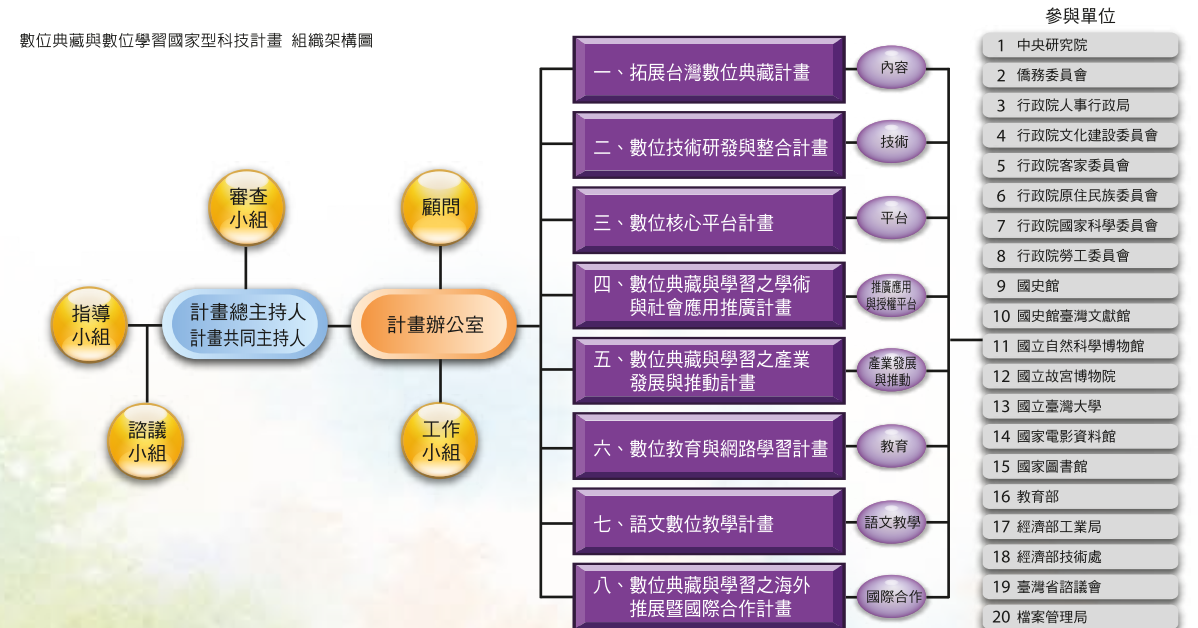 數位典藏與數位學習國家型科技計畫 組織架構圖
審查
小組
指導
小組
計畫總主持人
計畫共同主持人
諮議
小組
顧問
計畫辦公室
工作
小組
一、拓展台灣數位典藏計畫
內容
二、數位技術研發與整合計畫
技術
三、數位核心平台計畫
平台
四、數位典藏與學習之學術
與社會應用推廣計畫
推廣應用
與授權平台
五、數位典藏與學習之產業
發展與推動計畫
產業發展
與推動
六、數位教育與網路學習計畫
教育
七、語文數位教學計畫
語文教學
八、數位典藏與學習之海外
推展暨國際合作計畫
國際合作
參與單位
1 中央研究院
2 僑務委員會
3 行政院人事行政局
4 行政院文化建設委員會
5 行政院客家委員會
6 行政院原住民族委員會
7 行政院國家科學委員會
8 行政院勞工委員會
9 國史館
10 國史館臺灣文獻館
11 國立自然科學博物館
12 國立故宮博物院
13 國立臺灣大學
14 國家電影資料館
15 國家圖書館
16 教育部
17 經濟部工業局
18 經濟部技術處
19 臺灣省諮議會
20 檔案管理局